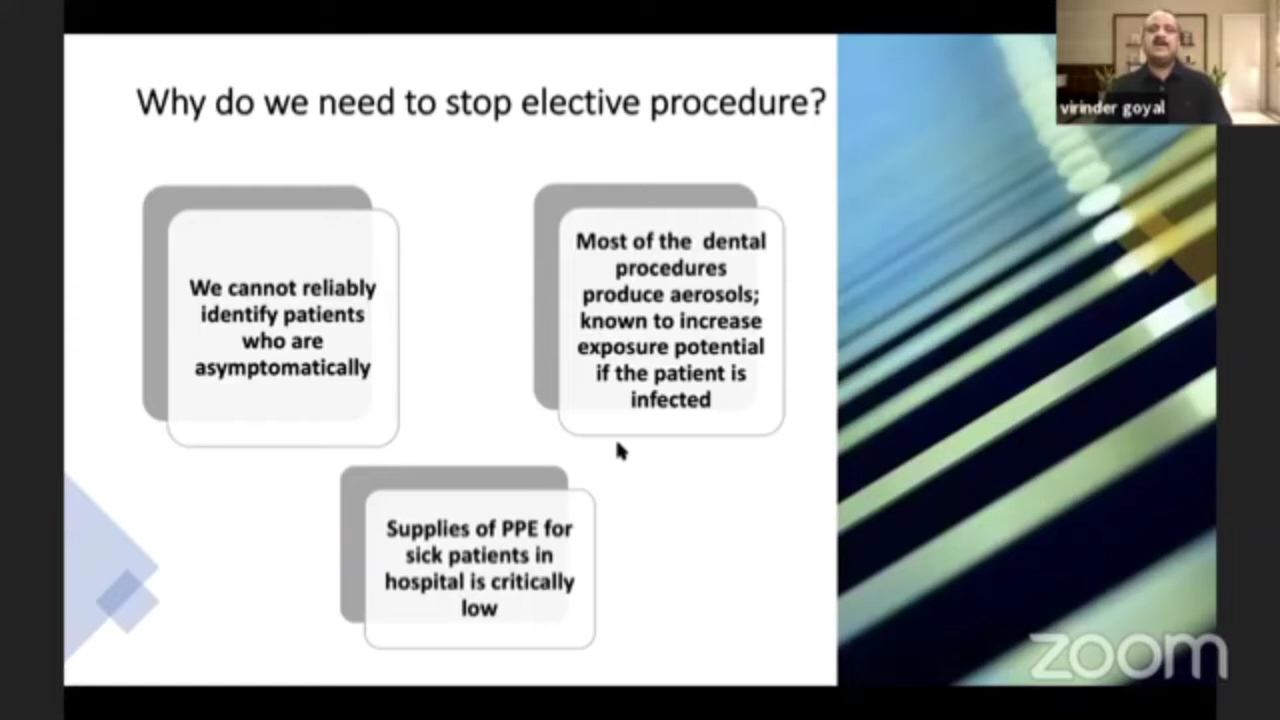 Why do we need to stop elective procedure?
virinder goyal
We cannot reliably
identify patients
who are
asymptomatically
Most of the dental
procedures
produce aerosols;
known to increase
exposure potential
if the patient is
infected
Supplies of PPE for
sick patients in
hospital is critically
low
zoom